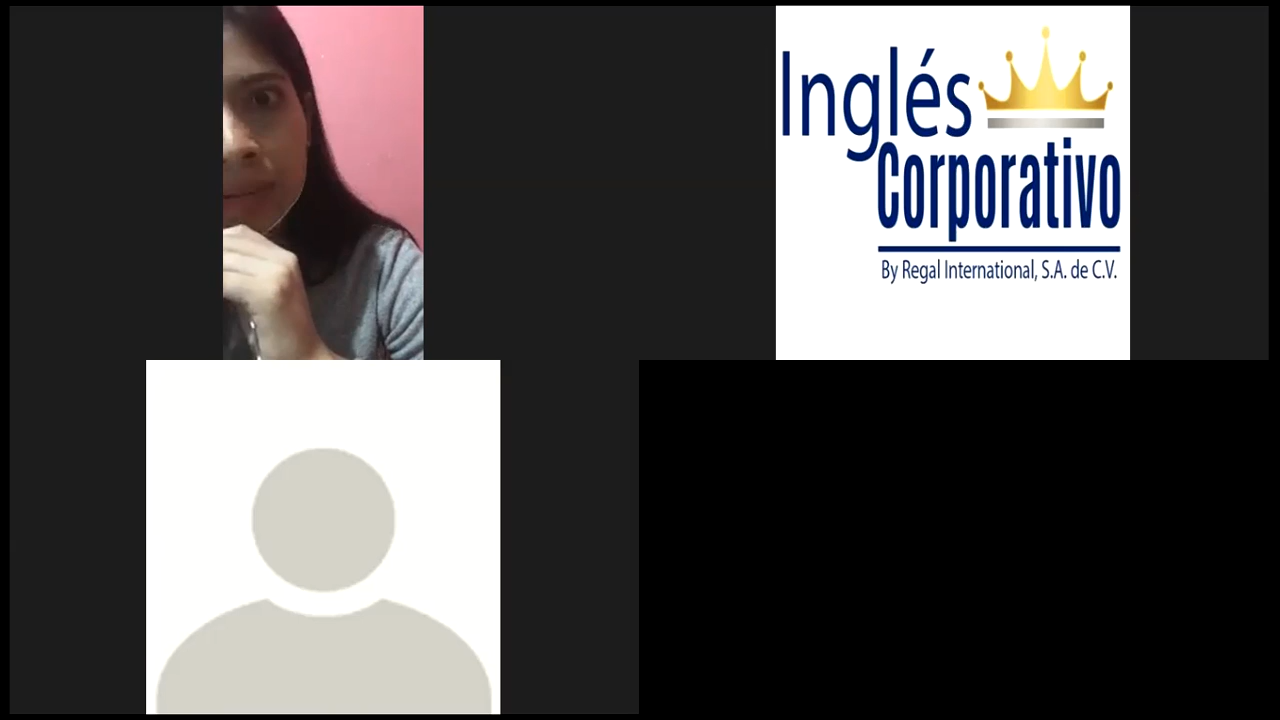 Inglés
Corporativo
By Regal International, S.A. de C.V.